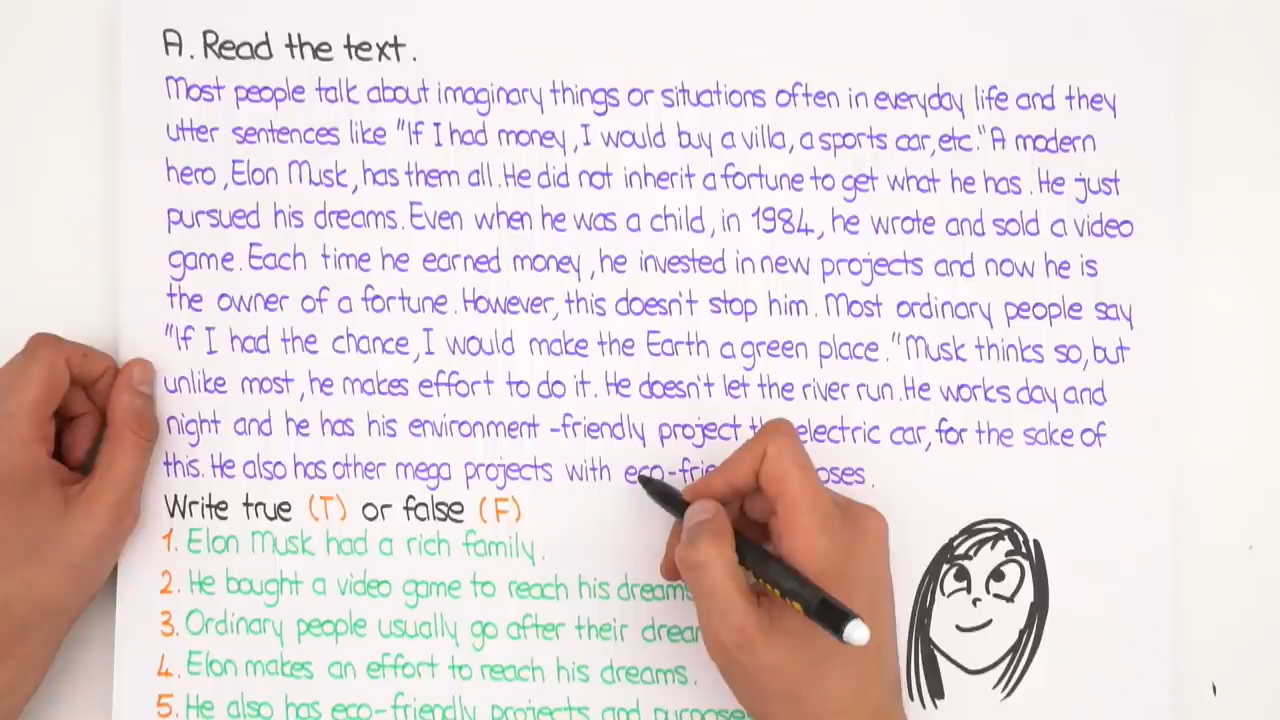 A. Read the text.
Most people talk about imaginary things or situations often in everyday life and they
utter sentences like "If I had money, I would buy a villa, a sports car, etc." A modern
hero, Elon Musk, has them all. He did not inherit a fortune to get what he has. He just
pursued his dreams. Even when he was a child, in 1984, he wrote and sold a video
game. Each time he earned money, he invested in new projects and now he is
the owner of a fortune. However, this doesn't stop him. Most ordinary people say
"If I had the chance, I would make the Earth a green place." Musk thinks so, but
unlike most, he makes effort to do it. He doesn't let the river run. He works day and
night and he has his environment-friendly project electric car, for the sake of
this. He also has other mega projects with
Write true (T) or false (F)
1. Elon Musk had a rich family.
2. He bought a video game to reach his dreams
3. Ordinary people usually go after their
4. Elon makes an effort to reach his dreams.
5. He also has eco-friendly projects and